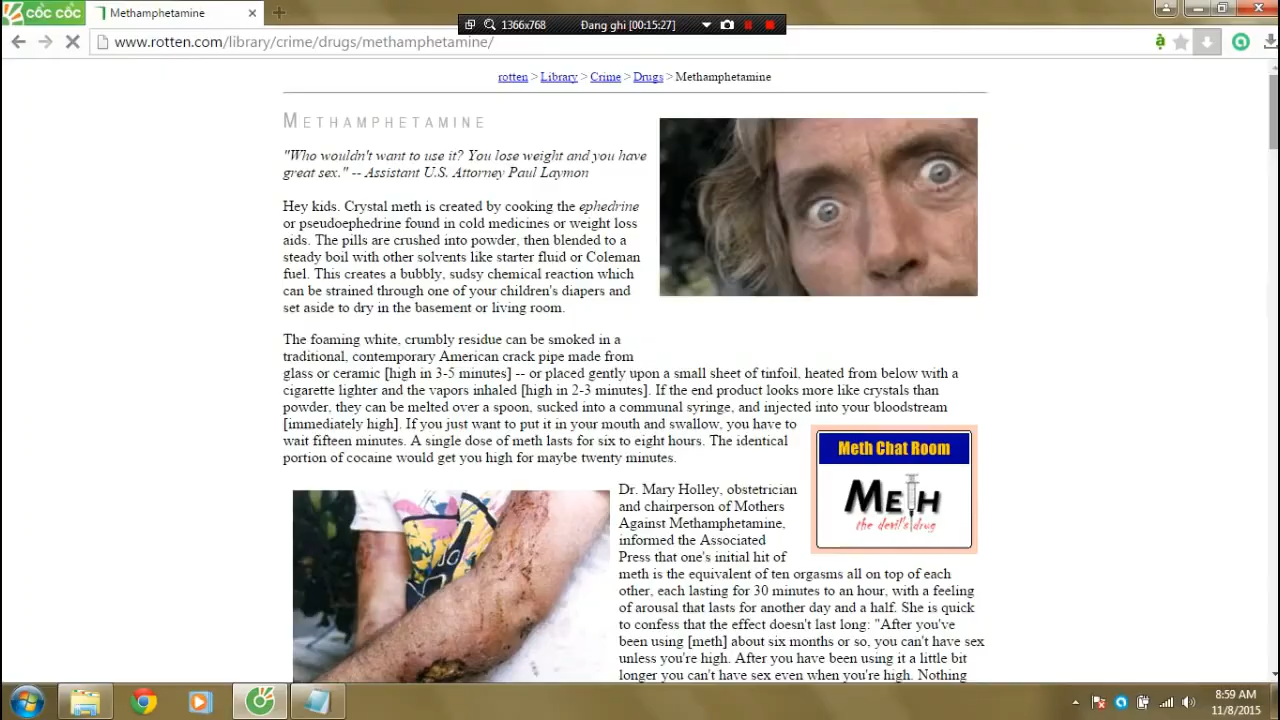 cốc cốc
Methamphetamine
1366x768
Đang ghi [00:15:27]
www.rotten.com/library/crime/drugs/methamphetamine/
rotten > Library > Crime > Drugs > Methamphetamine
METHAMPHETAMINE
"Who wouldn't want to use it? You lose weight and you have
great sex." -- Assistant U.S. Attorney Paul Laymon
Hey kids. Crystal meth is created by cooking the ephedrine
or pseudoephedrine found in cold medicines or weight loss
aids. The pills are crushed into powder, then blended to a
steady boil with other solvents like starter fluid or Coleman
fuel. This creates a bubbly, sudsy chemical reaction which
can be strained through one of your children's diapers and
set aside to dry in the basement or living room.
The foaming white, crumbly residue can be smoked in a
traditional, contemporary American crack pipe made from
glass or ceramic [high in 3-5 minutes] -- or placed gently upon a small sheet of tinfoil, heated from below with a
cigarette lighter and the vapors inhaled [high in 2-3 minutes]. If the end product looks more like crystals than
powder, they can be melted over a spoon, sucked into a communal syringe, and injected into your bloodstream
[immediately high]. If you just want to put it in your mouth and swallow, you have to
wait fifteen minutes. A single dose of meth lasts for six to eight hours. The identical
portion of cocaine would get you high for maybe twenty minutes.
Meth Chat Room
METH
the devil's drug
Dr. Mary Holley, obstetrician
and chairperson of Mothers
Against Methamphetamine,
informed the Associated
Press that one's initial hit of
meth is the equivalent of ten orgasms all on top of each
other, each lasting for 30 minutes to an hour, with a feeling
of arousal that lasts for another day and a half. She is quick
to confess that the effect doesn't last long: "After you've
been using [meth] about six months or so, you can't have sex
unless you're high. After you have been using it a little bit
longer you can't have sex even when you're high. Nothing
8:59 AM
11/8/2015